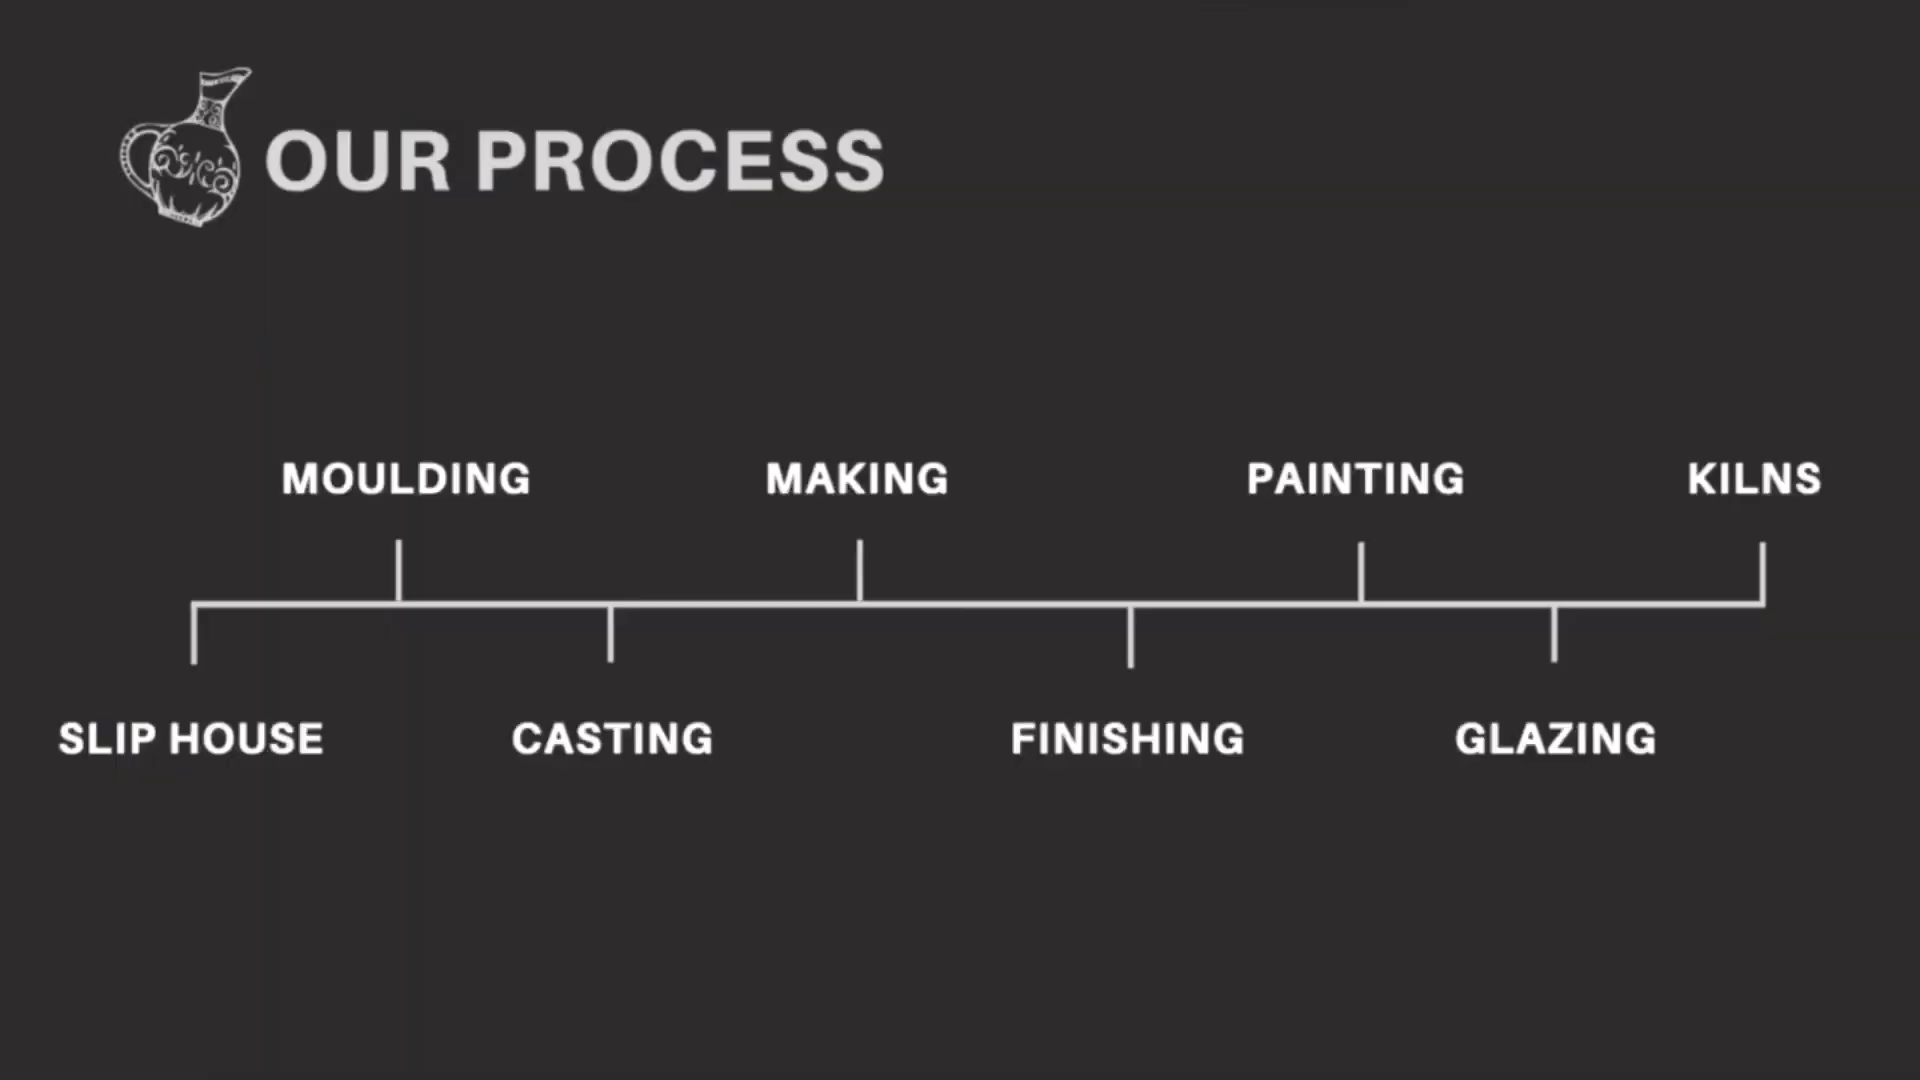 OUR PROCESS
MOULDING
MAKING
PAINTING
KILNS
SLIP HOUSE
CASTING
FINISHING
GLAZING